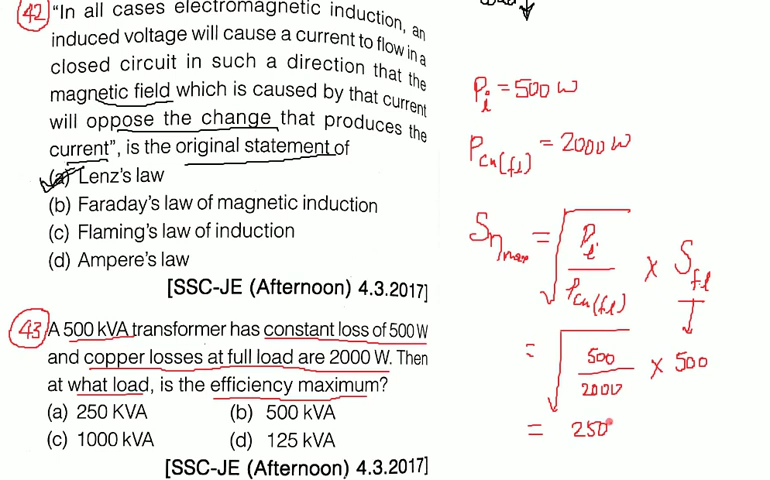 42 "In all cases electromagnetic induction, an
induced voltage will cause a current to flow in a
closed circuit in such a direction that the
magnetic field which is caused by that current
will oppose the change that produces the
current", is the original statement of
(a) Lenz's law
(b) Faraday's law of magnetic induction
(c) Flaming's law of induction
(d) Ampere's law
[SSC-JE (Afternoon) 4.3.2017]
43 A 500 kVA transformer has constant loss of 500 W
and copper losses at full load are 2000 W. Then
at what load, is the efficiency maximum?
(a) 250 KVA (b) 500 kVA
(c) 1000 kVA (d) 125 kVA
[SSC-JE (Afternoon) 4.3.2017]
Pi = 500 W
Pcu(fl) = 2000 W
Sηmax = √(Pi / Pcu(fl)) × Sfl
= √(500 / 2000) × 500
= 250